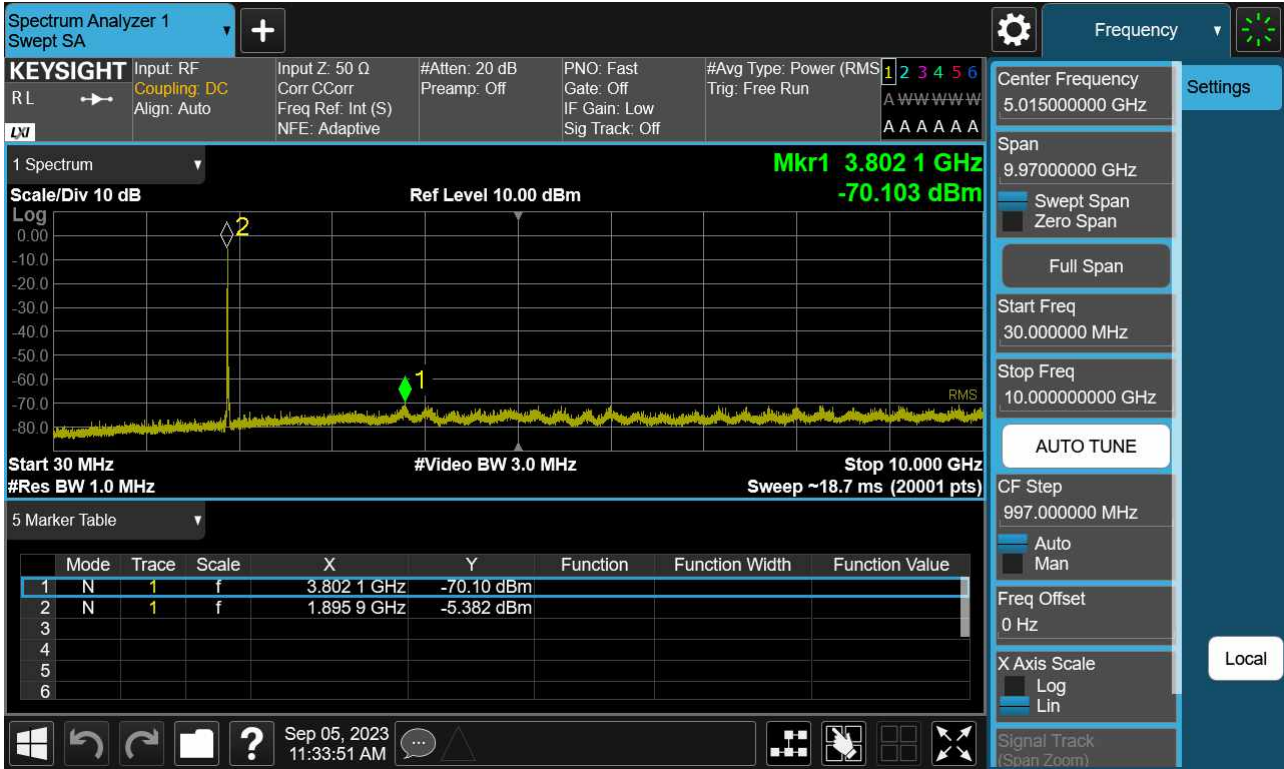 Spectrum Analyzer 1
Swept SA
Frequency
KEYSIGHT
R L
LXI
Input: RF
Coupling: DC
Align: Auto
Input Z: 50 Ω
Corr CCorr
Freq Ref: Int (S)
NFE: Adaptive
#Atten: 20 dB
Preamp: Off
PNO: Fast
Gate: Off
IF Gain: Low
Sig Track: Off
#Avg Type: Power (RMS
Trig: Free Run
1 2 3 4 5 6
A W W W W W
A A A A A A
1 Spectrum
Mkr1 3.802 1 GHz
Scale/Div 10 dB
Ref Level 10.00 dBm
-70.103 dBm
Log
0.00
-10.0
-20.0
-30.0
-40.0
-50.0
-60.0
-70.0
-80.0
2
1
RMS
Start 30 MHz
#Video BW 3.0 MHz
Stop 10.000 GHz
#Res BW 1.0 MHz
Sweep ~18.7 ms (20001 pts)
5 Marker Table
Mode Trace Scale X Y Function Function Width Function Value
1 N 1 f 3.802 1 GHz -70.10 dBm
2 N 1 f 1.895 9 GHz -5.382 dBm
3
4
5
6
Center Frequency
5.015000000 GHz
Settings
Span
9.97000000 GHz
Swept Span
Zero Span
Full Span
Start Freq
30.000000 MHz
Stop Freq
10.000000000 GHz
AUTO TUNE
CF Step
997.000000 MHz
Auto
Man
Freq Offset
0 Hz
X Axis Scale
Log
Lin
Local
Signal Track
(Span Zoom)
?
Sep 05, 2023
11:33:51 AM